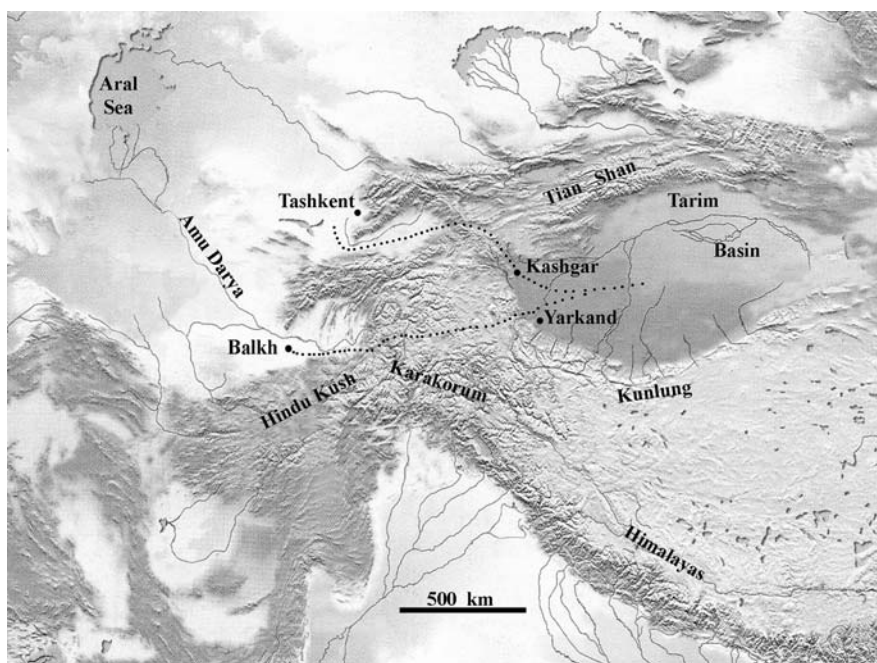 Aral
Sea
Tian Shan
Tashkent
Tarim
Amu Darya
Basin
Kashgar
Yarkand
Balkh
Hindu Kush
Karakorum
Kunlung
Himalayas
500 km